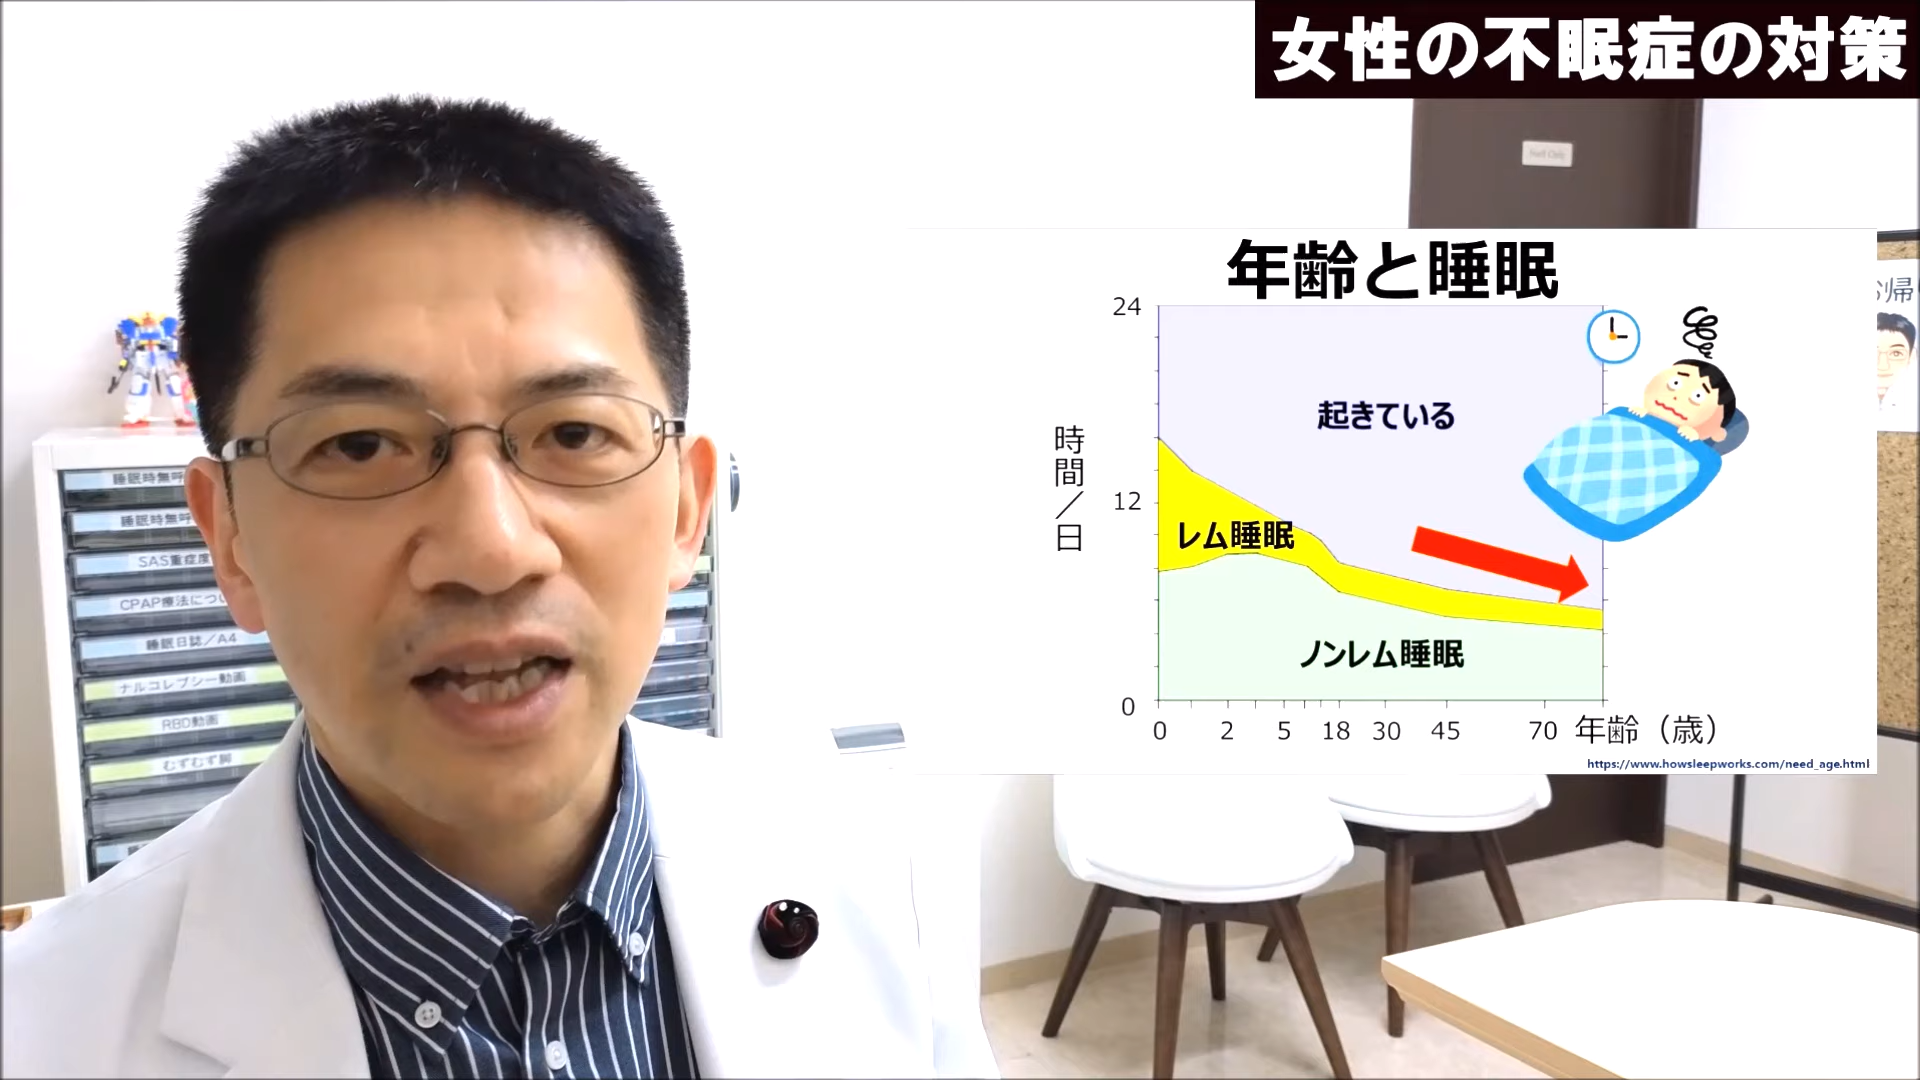 女性の不眠症の対策
年齢と睡眠
24
12
0
時間/日
起きている
レム睡眠
ノンレム睡眠
0 2 5 18 30 45 70 年齢（歳）
https://www.howsleepworks.com/need_age.html
睡眠時無呼
睡眠時無呼
SAS重症度
CPAP療法につい
睡眠日誌／A4
ナルコレプシー動画
RBD動画
むずむず脚